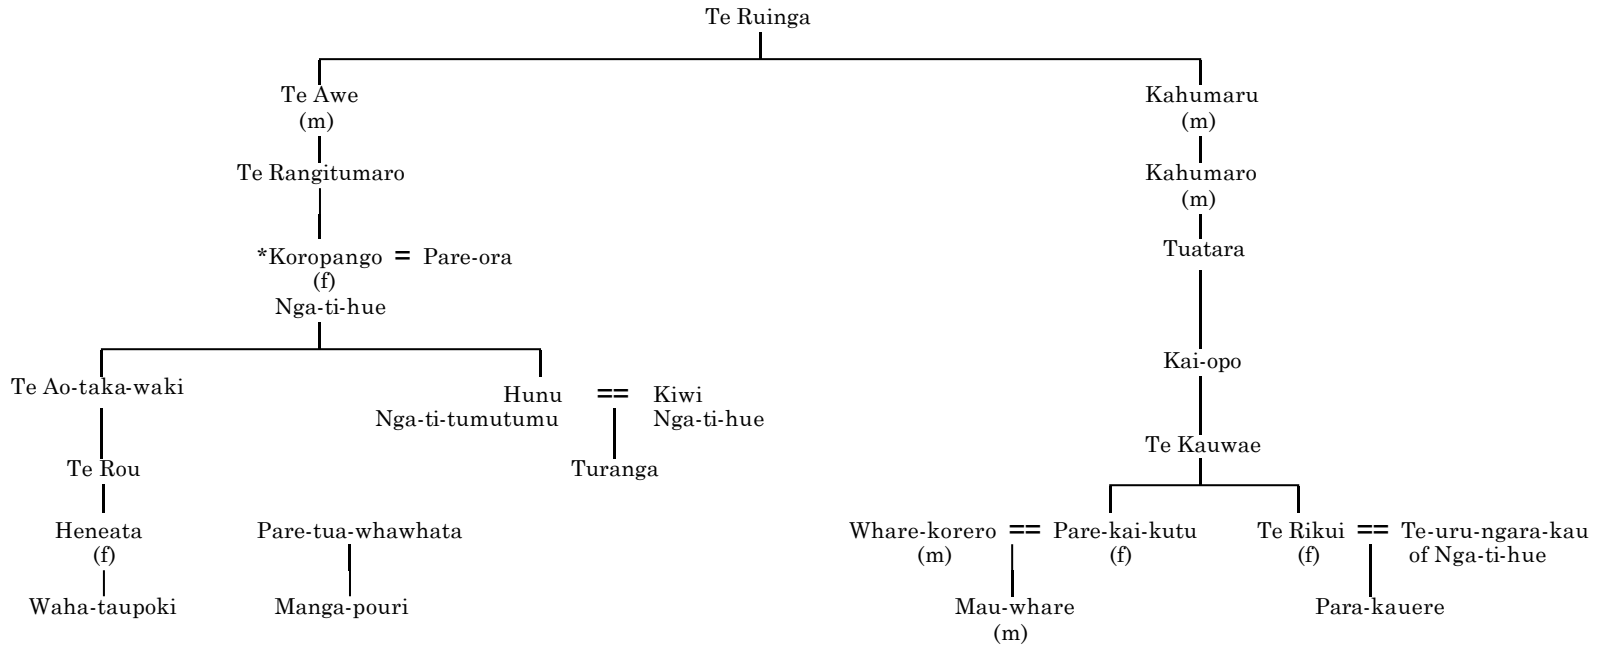 Te Ruinga
Te Awe Kahumaru
(m) (m)
Te Rangitumaro Kahumaro
(m)
Tuatara
*Koropango = Pare-ora
(f)
Nga-ti-hue
Kai-opo
Te Ao-taka-waki
Hunu == Kiwi
Nga-ti-tumutumu Nga-ti-hue
Te Kauwae
Te Rou Turanga
Heneata Pare-tua-whawhata Whare-korero == Pare-kai-kutu Te Rikui == Te-uru-ngara-kau
(f) (m) (f) (f) of Nga-ti-hue
Waha-taupoki Manga-pouri Mau-whare Para-kauere
(m)